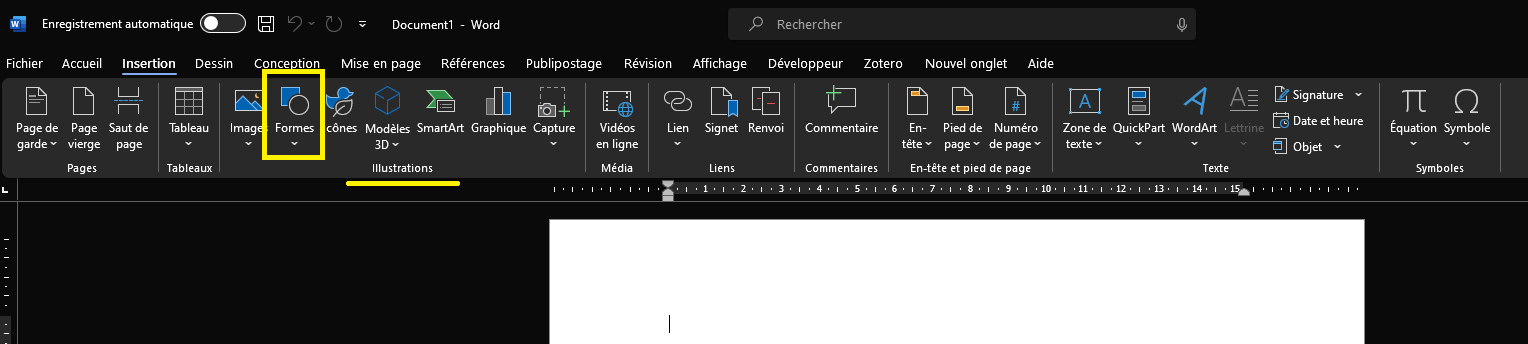 Enregistrement automatique Document1 - Word Rechercher
Fichier Accueil Insertion Dessin Conception Mise en page Références Publipostage Révision Affichage Développeur Zotero Nouvel onglet Aide
Page de garde
Page vierge
Saut de page
Pages
Tableau
Tableaux
Images
Formes
cônes
Modèles 3D
SmartArt
Graphique
Capture
Illustrations
Vidéos en ligne
Média
Lien
Signet
Renvoi
Liens
Commentaire
Commentaires
En-tête
Pied de page
Numéro de page
En-tête et pied de page
Zone de texte
QuickPart
WordArt
Lettrine
Signature
Date et heure
Objet
Texte
Équation
Symbole
Symboles
1 2 3 4 5 6 7 8 9 10 11 12 13 14 15